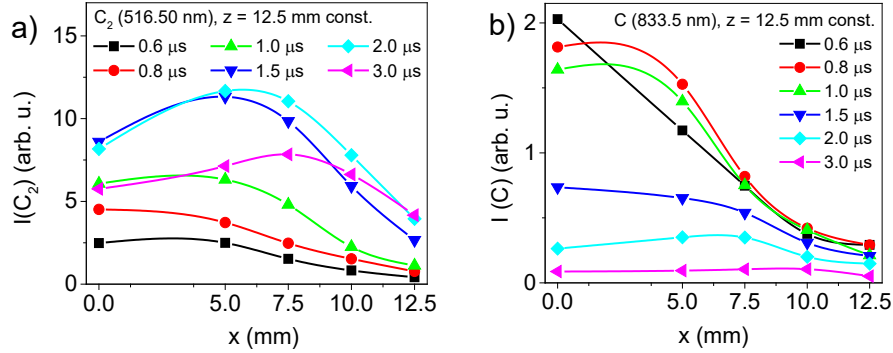 a)
C₂ (516.50 nm), z = 12.5 mm const.
0.6 μs 1.0 μs 2.0 μs
0.8 μs 1.5 μs 3.0 μs
15
10
5
0
I(C₂) (arb. u.)
0.0 5.0 7.5 10.0 12.5
x (mm)
b)
C (833.5 nm), z = 12.5 mm const.
0.6 μs
0.8 μs
1.0 μs
1.5 μs
2.0 μs
3.0 μs
2
1
0
I (C) (arb. u.)
0.0 5.0 7.5 10.0 12.5
x (mm)